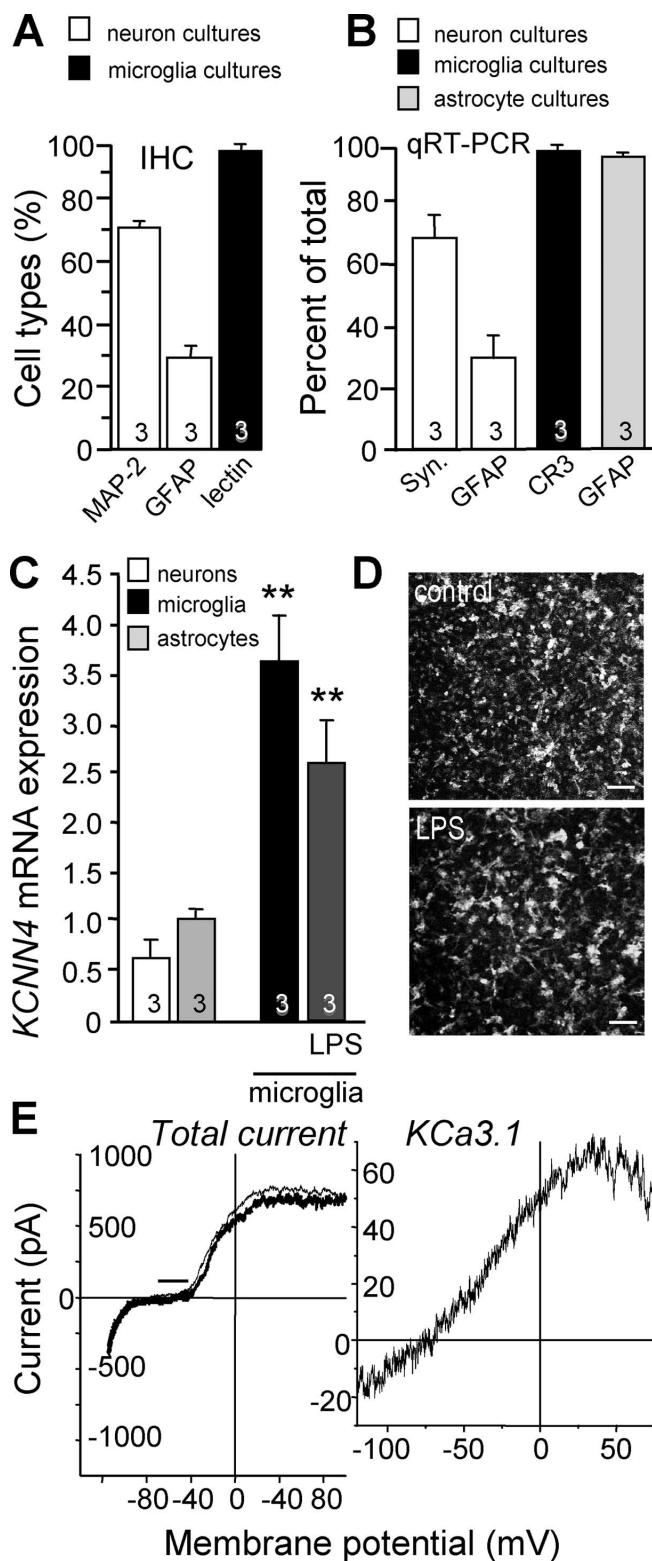 A
neuron cultures
microglia cultures
IHC
Cell types (%)
100
80
60
40
20
0
3
3
3
MAP-2
GFAP
lectin
B
neuron cultures
microglia cultures
astrocyte cultures
qRT-PCR
Percent of total
100
80
60
40
20
0
3
3
3
3
Syn.
GFAP
CR3
GFAP
C
neurons
microglia
astrocytes
KCNN4 mRNA expression
4.5
4.0
3.5
3.0
2.5
2.0
1.5
1.0
0.5
0
**
**
3
3
3
3
LPS
microglia
D
control
LPS
E
Total current
Current (pA)
1000
500
0
-500
-1000
-80
-40
0
-40
80
KCa3.1
60
40
20
0
-20
-100
-50
0
50
Membrane potential (mV)